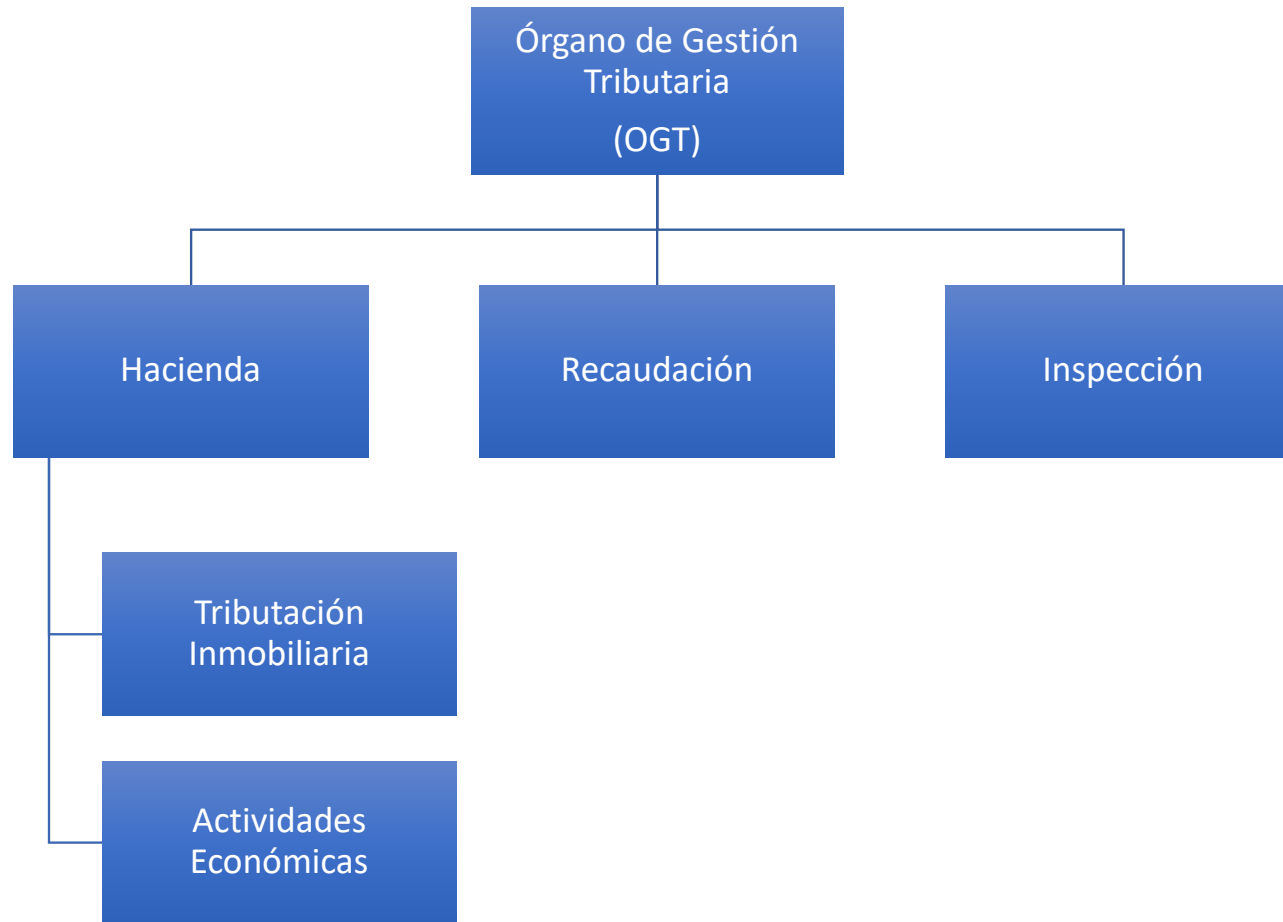 Órgano de Gestión
Tributaria
(OGT)
Hacienda
Recaudación
Inspección
Tributación
Inmobiliaria
Actividades
Económicas